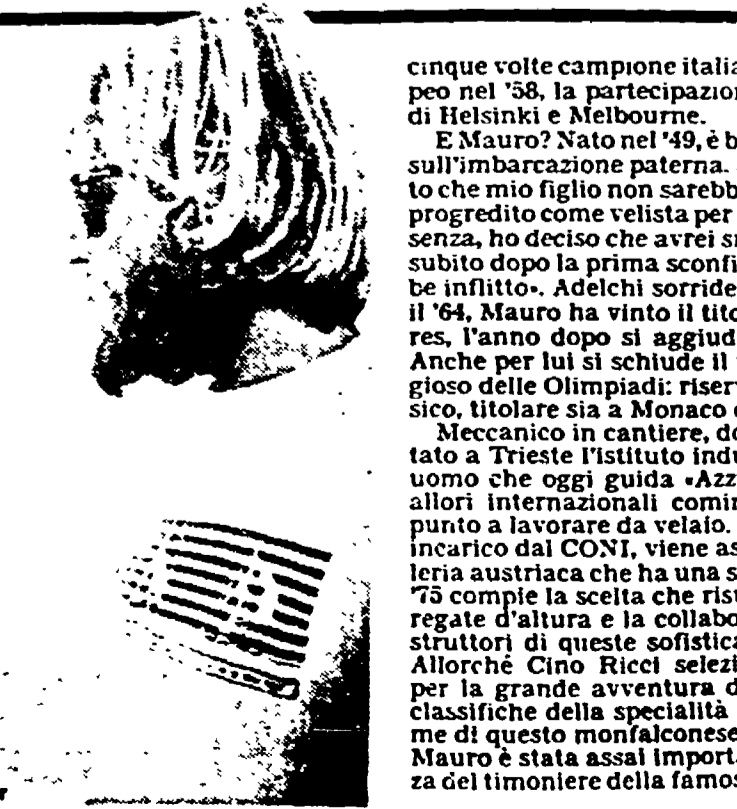 cinque volte campione italia
peo nel '58, la partecipazion
di Helsinki e Melbourne.
E Mauro? Nato nel '49, è b
sull'imbarcazione paterna.
to che mio figlio non sarebb
progredito come velista per
senza, ho deciso che avrei sm
subito dopo la prima sconfi
be inflitto». Adelchi sorride
il '64, Mauro ha vinto il tito
res, l'anno dopo si aggiud
Anche per lui si schiude il
gioso delle Olimpiadi: riser
sico, titolare sia a Monaco
Meccanico in cantiere, do
tato a Trieste l'istituto indu
uomo che oggi guida «Azz
allori internazionali comin
punto a lavorare da velaio.
incarico dal CONI, viene as
leria austriaca che ha una s
'75 compie la scelta che rist
regate d'altura e la collabo
struttori di queste sofistica
Allorché Cino Ricci selezi
per la grande avventura d
classifiche della specialità
me di questo monfalconese
Mauro è stata assai importa
za del timoniere della famos
r